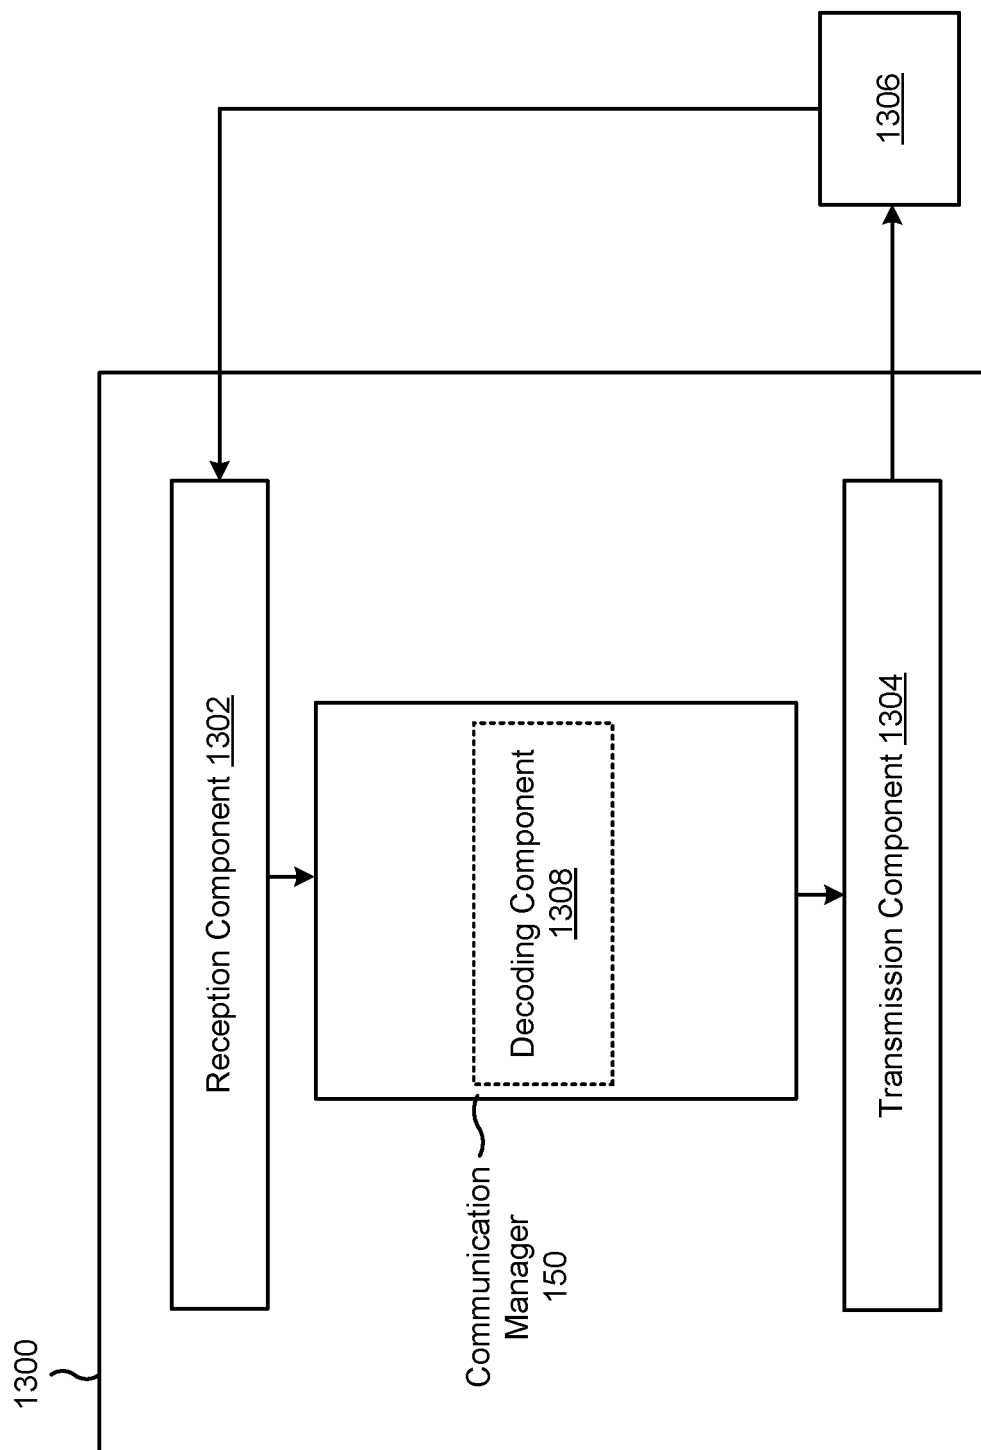 1300
Reception Component 1302
Communication
Manager
150
Decoding Component
1308
Transmission Component 1304
1306